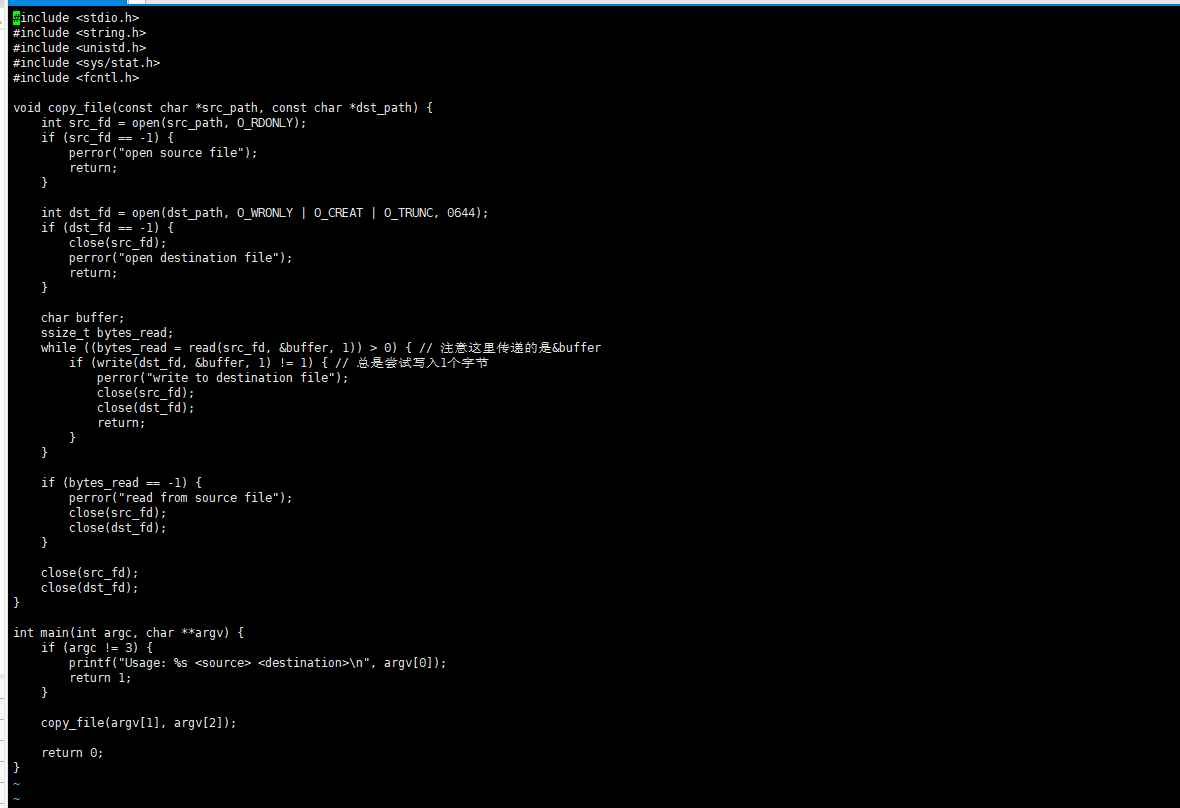 #include <stdio.h>
#include <string.h>
#include <unistd.h>
#include <sys/stat.h>
#include <fcntl.h>

void copy_file(const char *src_path, const char *dst_path) {
    int src_fd = open(src_path, O_RDONLY);
    if (src_fd == -1) {
        perror("open source file");
        return;
    }

    int dst_fd = open(dst_path, O_WRONLY | O_CREAT | O_TRUNC, 0644);
    if (dst_fd == -1) {
        close(src_fd);
        perror("open destination file");
        return;
    }

    char buffer;
    ssize_t bytes_read;
    while ((bytes_read = read(src_fd, &buffer, 1)) > 0) { // 注意这里传递的是&buffer
        if (write(dst_fd, &buffer, 1) != 1) { // 总是尝试写入1个字节
            perror("write to destination file");
            close(src_fd);
            close(dst_fd);
            return;
        }
    }

    if (bytes_read == -1) {
        perror("read from source file");
        close(src_fd);
        close(dst_fd);
    }

    close(src_fd);
    close(dst_fd);
}

int main(int argc, char **argv) {
    if (argc != 3) {
        printf("Usage: %s <source> <destination>\n", argv[0]);
        return 1;
    }

    copy_file(argv[1], argv[2]);

    return 0;
}
~
~